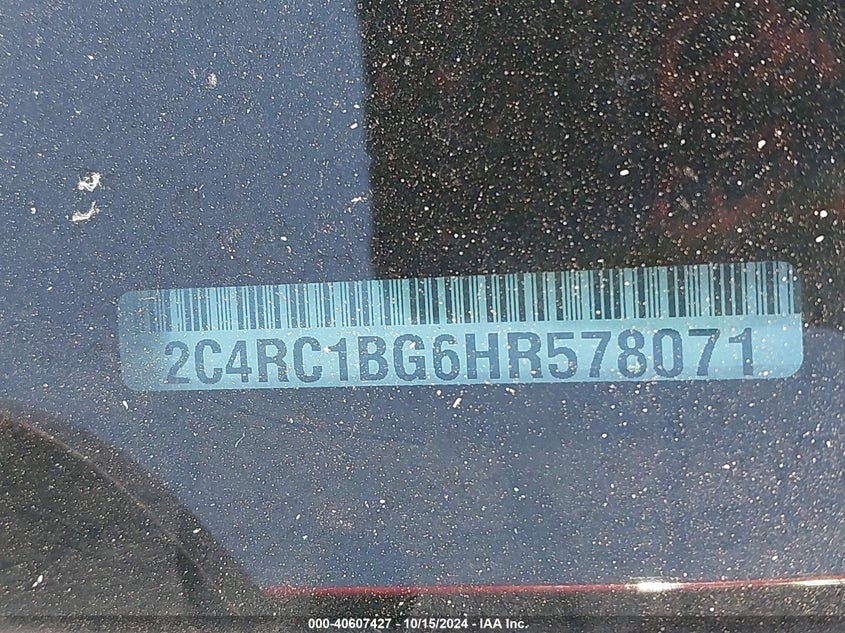 2C4RC1BG6HR578071
000-40607427 - 10/15/2024 - IAA Inc.